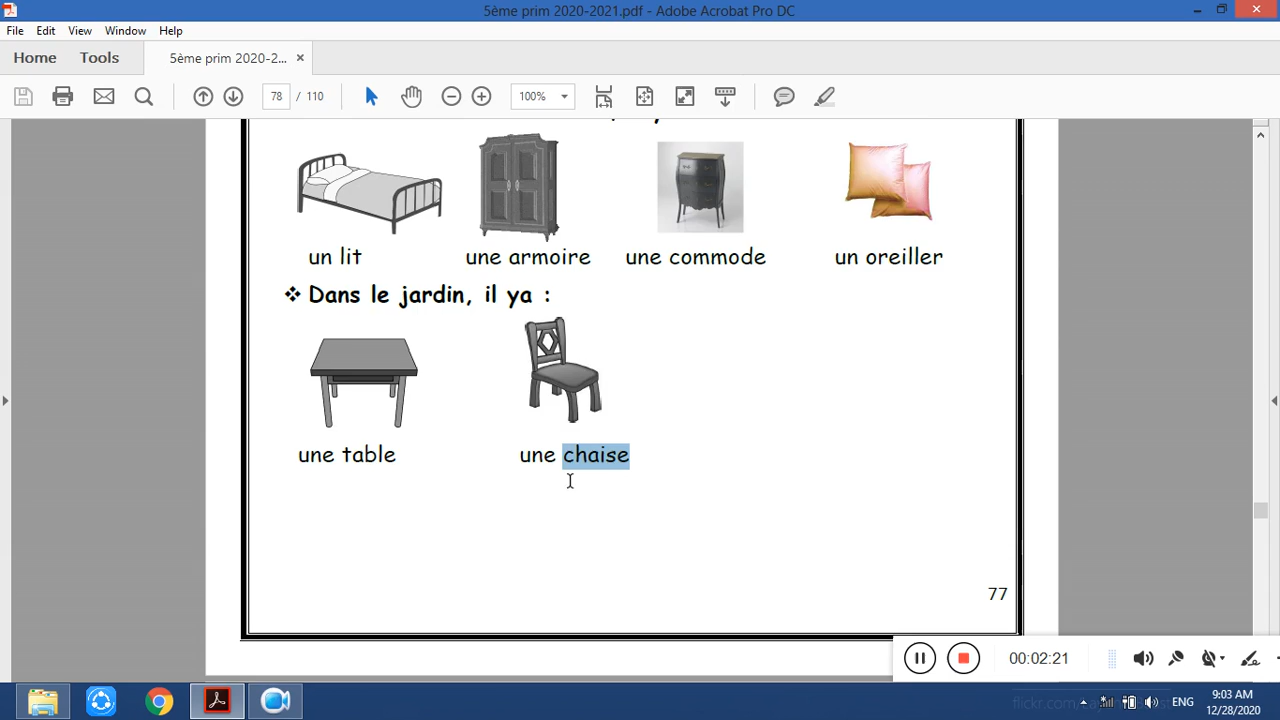 5ème prim 2020-2021.pdf - Adobe Acrobat Pro DC
File Edit View Window Help
Home Tools 5ème prim 2020-2... ×
78 / 110 100%
un lit une armoire une commode un oreiller
❖ Dans le jardin, il ya :
une table une chaise
77
00:02:21
ENG
9:03 AM
12/28/2020